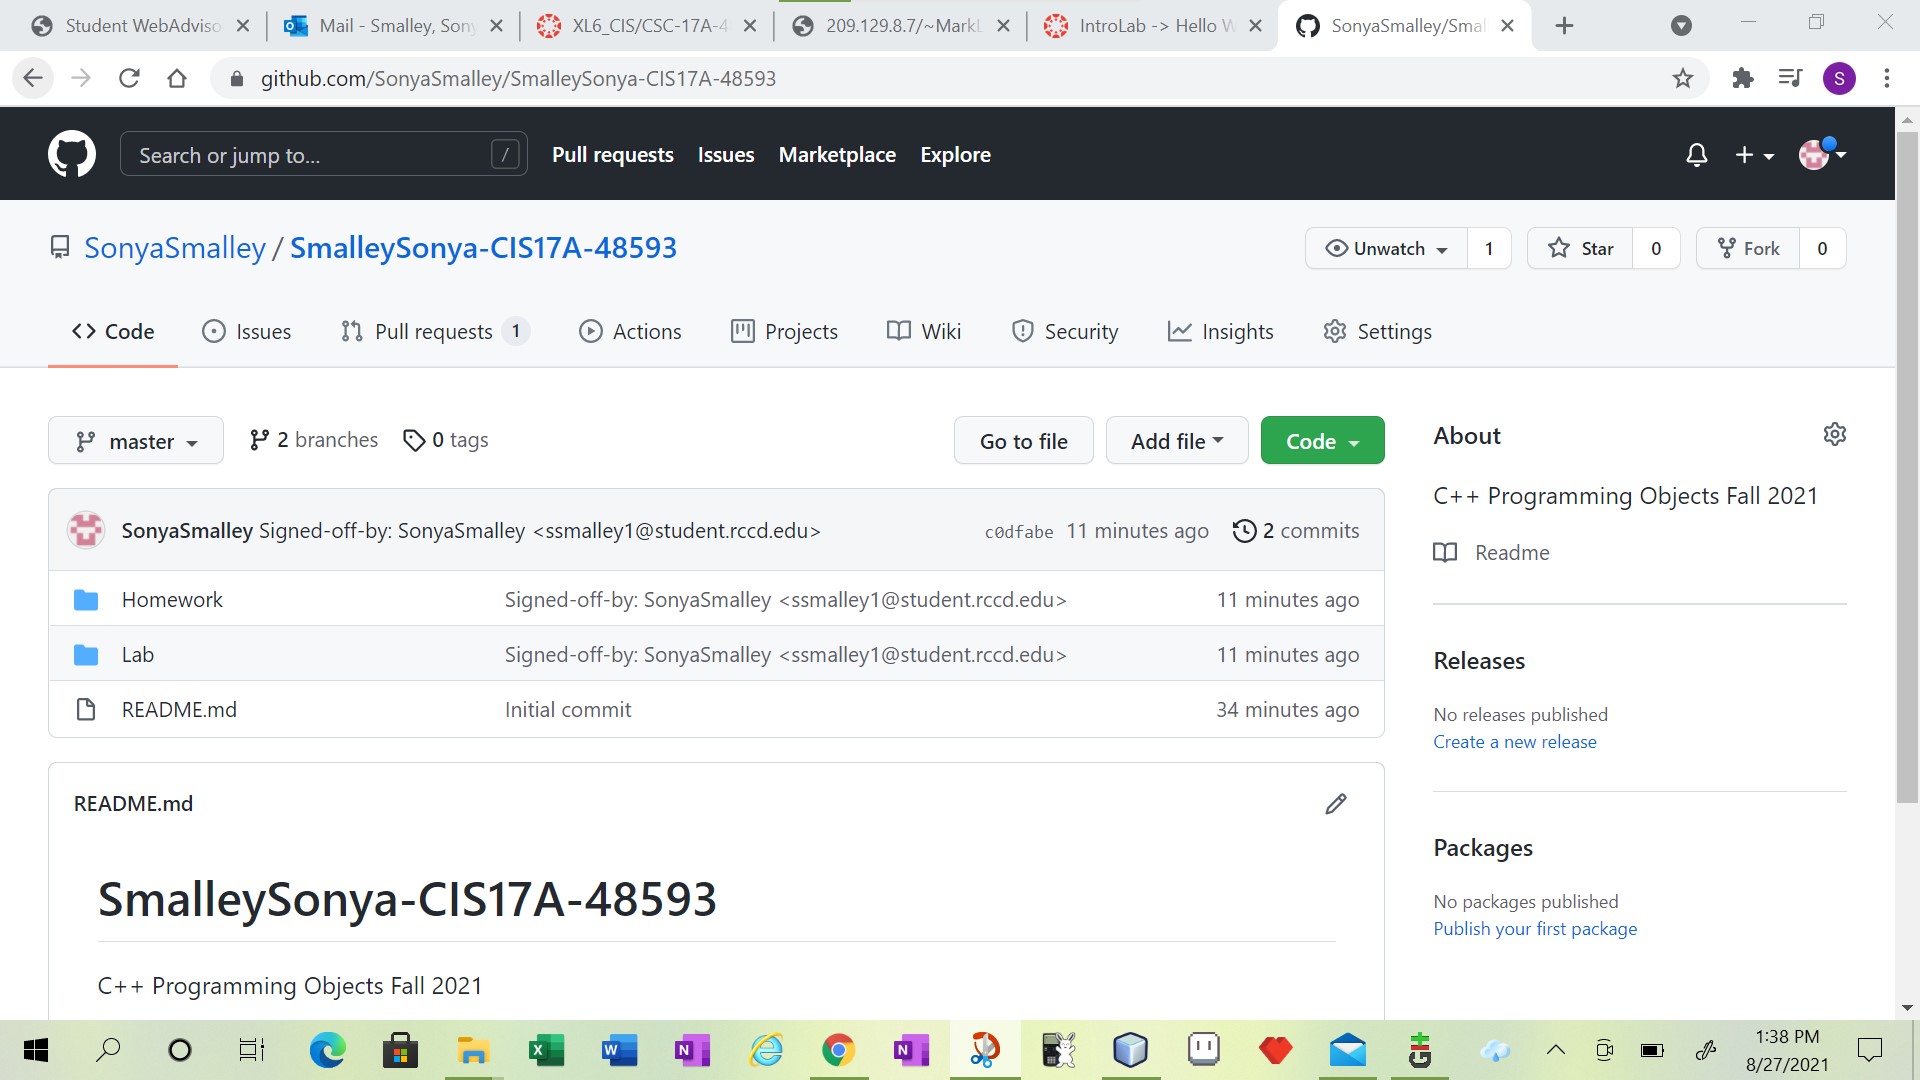 Student WebAdviso
Mail - Smalley, Sony
XL6_CIS/CSC-17A-4
209.129.8.7/~MarkL
IntroLab -> Hello W
SonyaSmalley/Smal
github.com/SonyaSmalley/SmalleySonya-CIS17A-48593
S
Search or jump to...
/
Pull requests
Issues
Marketplace
Explore
SonyaSmalley / SmalleySonya-CIS17A-48593
Unwatch 1
Star 0
Fork 0
Code
Issues
Pull requests 1
Actions
Projects
Wiki
Security
Insights
Settings
master
2 branches
0 tags
Go to file
Add file
Code
About
C++ Programming Objects Fall 2021
Readme
SonyaSmalley Signed-off-by: SonyaSmalley <ssmalley1@student.rccd.edu>
c0dfabe 11 minutes ago
2 commits
Homework Signed-off-by: SonyaSmalley <ssmalley1@student.rccd.edu> 11 minutes ago
Lab Signed-off-by: SonyaSmalley <ssmalley1@student.rccd.edu> 11 minutes ago
README.md Initial commit 34 minutes ago
Releases
No releases published
Create a new release
Packages
No packages published
Publish your first package
README.md
SmalleySonya-CIS17A-48593
C++ Programming Objects Fall 2021
1:38 PM
8/27/2021